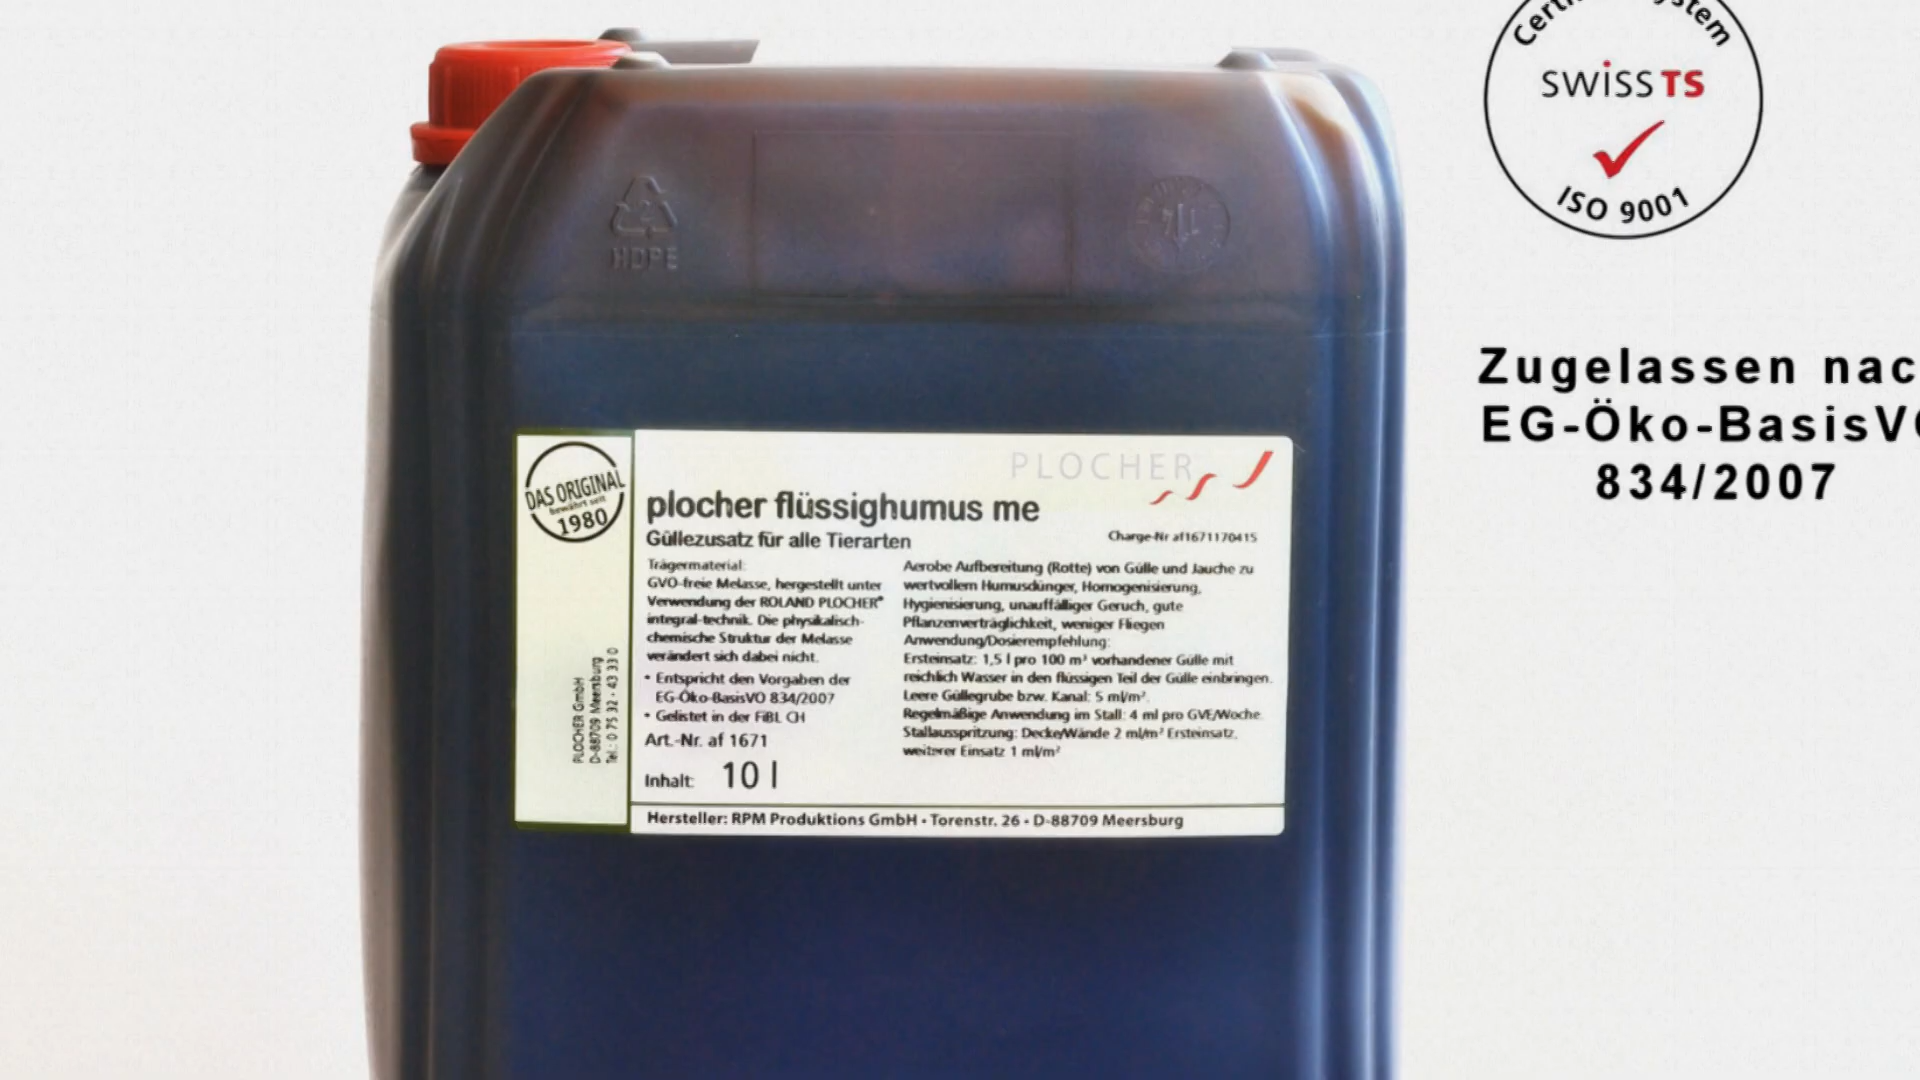 Certi
ystem
swiss TS
ISO 9001
Zugelassen nac
EG-Öko-BasisV
834/2007
2
HDPE
DAS ORIGINAL
bewährt seit
1980
PLOCHER GmbH
D-88709 Meersburg
Tel.: 0 75 32 - 43 33 0
PLOCHER
plocher flüssighumus me
Güllezusatz für alle Tierarten
Charge-Nr af1671170415
Trägermaterial:
GVO-freie Melasse, hergestellt unter
Verwendung der ROLAND PLOCHER®
integral-technik. Die physikalisch-
chemische Struktur der Melasse
verändert sich dabei nicht.
• Entspricht den Vorgaben der
EG-Öko-BasisVO 834/2007
• Gelistet in der FiBL CH
Art.-Nr. af 1671
Inhalt: 10 l
Aerobe Aufbereitung (Rotte) von Gülle und Jauche zu
wertvollem Humusdünger, Homogenisierung,
Hygienisierung, unauffälliger Geruch, gute
Pflanzenverträglichkeit, weniger Fliegen
Anwendung/Dosierempfehlung:
Ersteinsatz: 1,5 l pro 100 m³ vorhandener Gülle mit
reichlich Wasser in den flüssigen Teil der Gülle einbringen.
Leere Güllegrube bzw. Kanal: 5 ml/m².
Regelmäßige Anwendung im Stall: 4 ml pro GVE/Woche.
Stallausspritzung: Decke/Wände 2 ml/m² Ersteinsatz,
weiterer Einsatz 1 ml/m²
Hersteller: RPM Produktions GmbH • Torenstr. 26 • D-88709 Meersburg